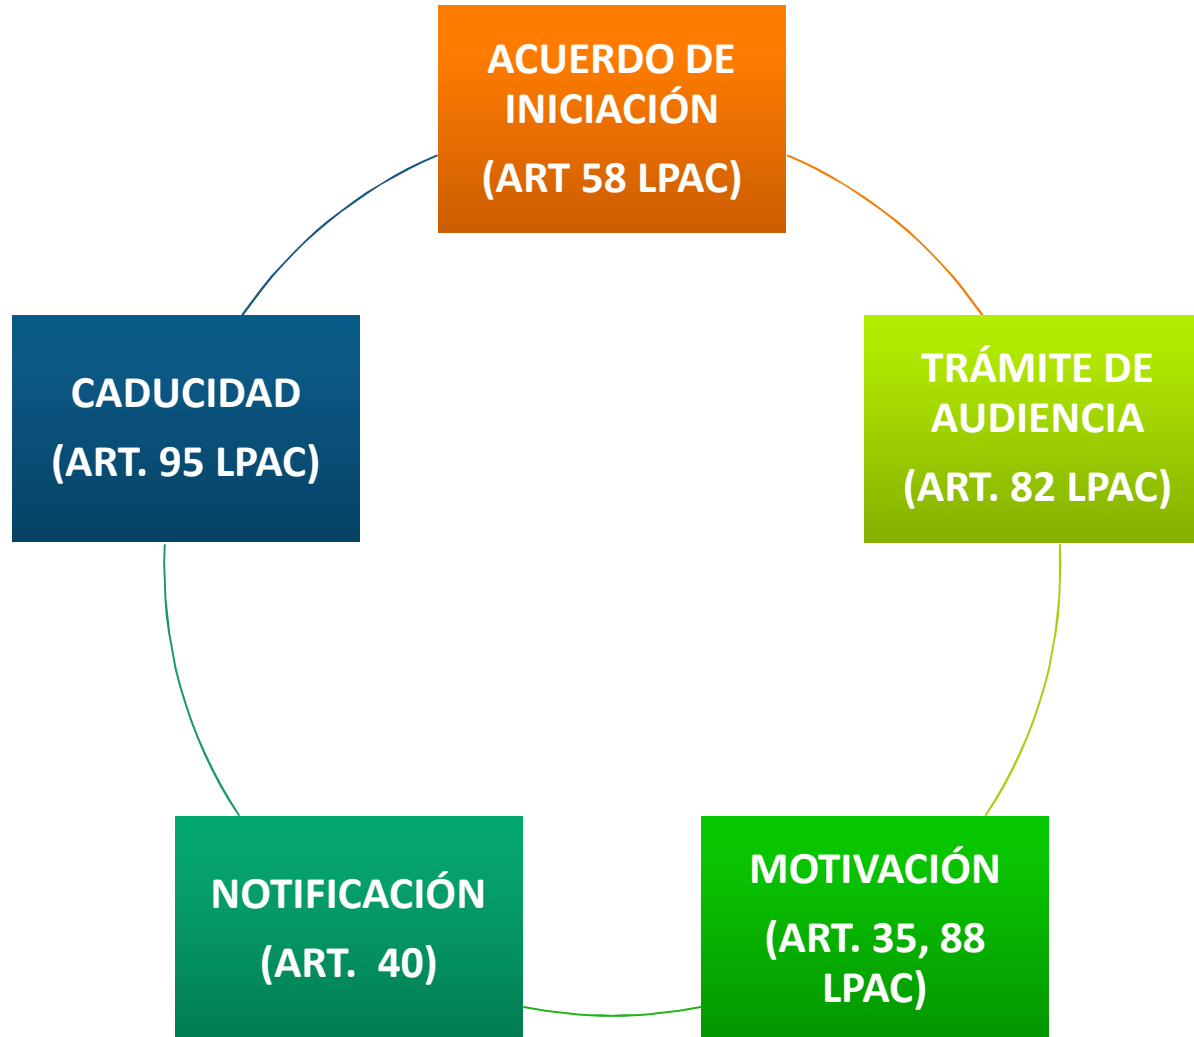 ACUERDO DE
INICIACIÓN
(ART 58 LPAC)
TRÁMITE DE
AUDIENCIA
(ART. 82 LPAC)
MOTIVACIÓN
(ART. 35, 88
LPAC)
NOTIFICACIÓN
(ART. 40)
CADUCIDAD
(ART. 95 LPAC)